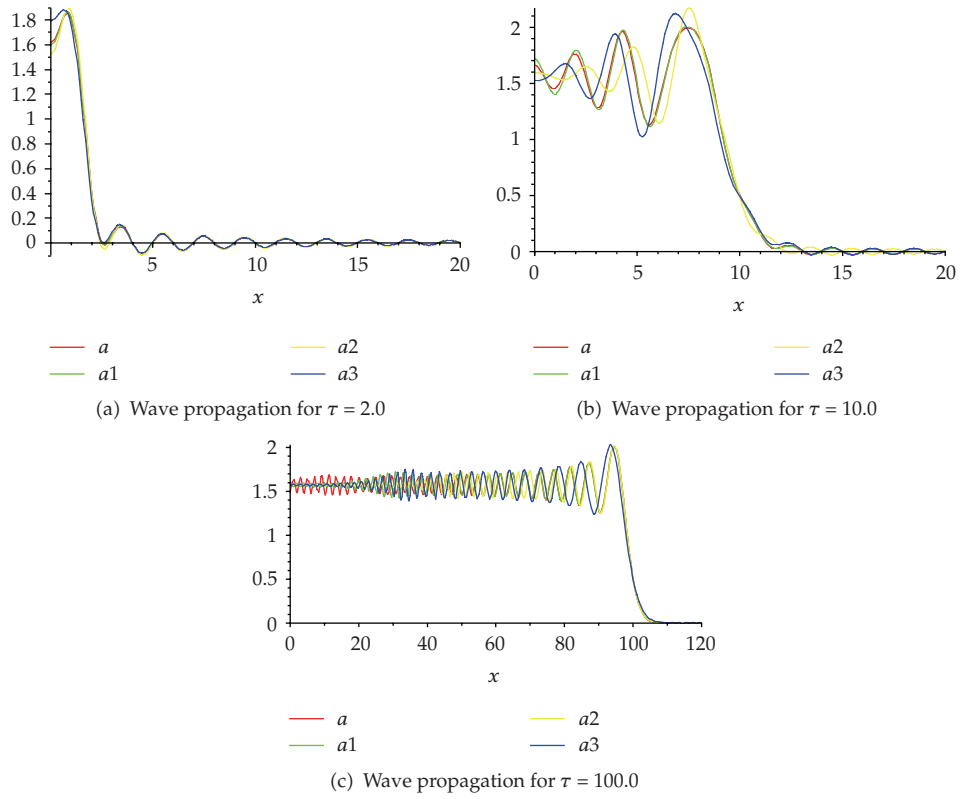 1.8
1.6
1.4
1.2
1
0.8
0.6
0.4
0.2
0
5
10
15
20
x
a
a1
a2
a3
(a) Wave propagation for τ = 2.0
2
1.5
1
0.5
0
0
5
10
15
20
x
a
a1
a2
a3
(b) Wave propagation for τ = 10.0
2
1.5
1
0.5
0
0
20
40
60
80
100
120
x
a
a1
a2
a3
(c) Wave propagation for τ = 100.0